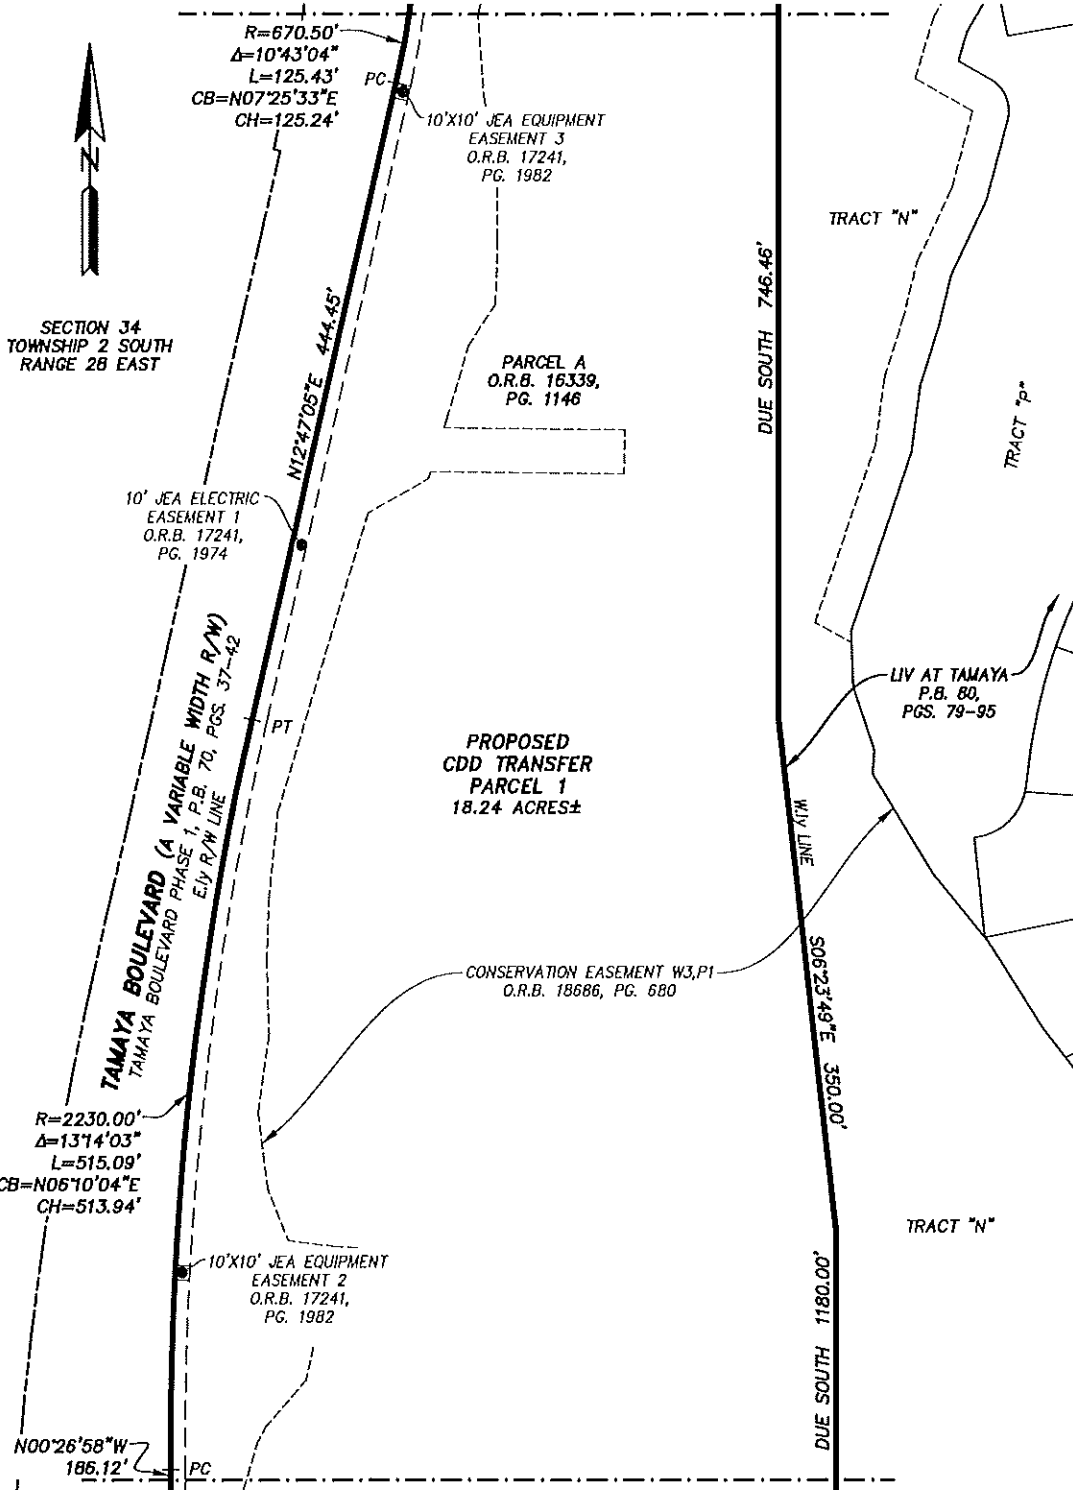 R=670.50'
Δ=10°43'04"
L=125.43'
CB=N07°25'33"E
CH=125.24'
PC
10'X10' JEA EQUIPMENT
EASEMENT 3
O.R.B. 17241,
PG. 1982
N
SECTION 34
TOWNSHIP 2 SOUTH
RANGE 28 EAST
TRACT "N"
DUE SOUTH 746.46'
N12°47'05"E 444.45'
PARCEL A
O.R.B. 16339,
PG. 1146
TRACT "P"
10' JEA ELECTRIC
EASEMENT 1
O.R.B. 17241,
PG. 1974
TAMAYA BOULEVARD (A VARIABLE WIDTH R/W)
TAMAYA BOULEVARD PHASE 1, P.B. 70, PGS. 37-42
E.ly R/W LINE
PT
LIV AT TAMAYA
P.B. 80,
PGS. 79-95
PROPOSED
CDD TRANSFER
PARCEL 1
18.24 ACRES±
W.ly LINE
S06°23'49"E 350.00'
CONSERVATION EASEMENT W3,P1
O.R.B. 18686, PG. 680
R=2230.00'
Δ=13°14'03"
L=515.09'
CB=N06°10'04"E
CH=513.94'
TRACT "N"
10'X10' JEA EQUIPMENT
EASEMENT 2
O.R.B. 17241,
PG. 1982
DUE SOUTH 1180.00'
N00°26'58"W
186.12'
PC